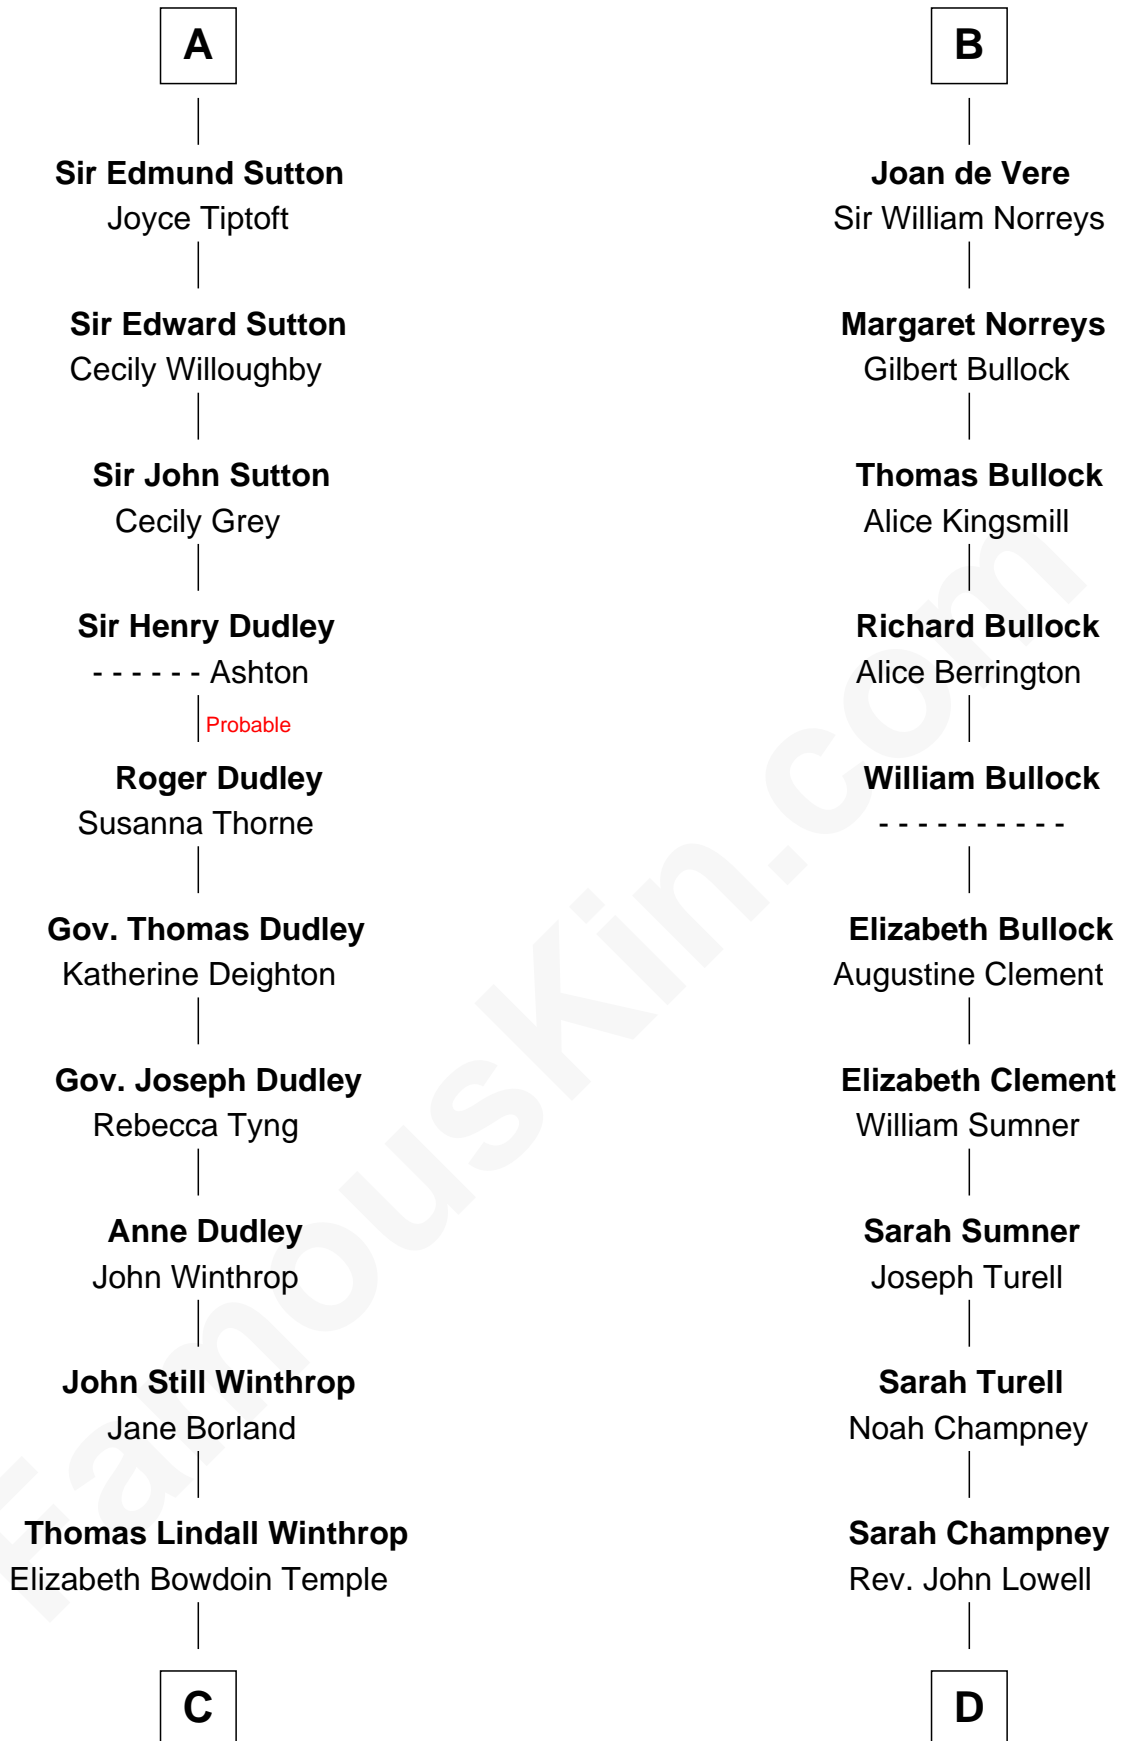 A
Sir Edmund Sutton
Joyce Tiptoft
Sir Edward Sutton
Cecily Willoughby
Sir John Sutton
Cecily Grey
Sir Henry Dudley
- - - - - - Ashton
Probable
Roger Dudley
Susanna Thorne
Gov. Thomas Dudley
Katherine Deighton
Gov. Joseph Dudley
Rebecca Tyng
Anne Dudley
John Winthrop
John Still Winthrop
Jane Borland
Thomas Lindall Winthrop
Elizabeth Bowdoin Temple
C
B
Joan de Vere
Sir William Norreys
Margaret Norreys
Gilbert Bullock
Thomas Bullock
Alice Kingsmill
Richard Bullock
Alice Berrington
William Bullock
- - - - - - - - - -
Elizabeth Bullock
Augustine Clement
Elizabeth Clement
William Sumner
Sarah Sumner
Joseph Turell
Sarah Turell
Noah Champney
Sarah Champney
Rev. John Lowell
D
FamousKin.com